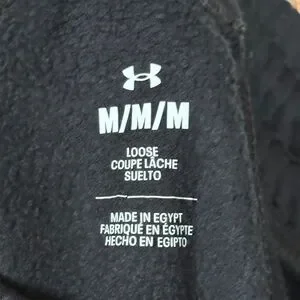 M/M/M
LOOSE
COUPE LÂCHE
SUELTO
MADE IN EGYPT
FABRIQUÉ EN ÉGYPTE
HECHO EN EGIPTO